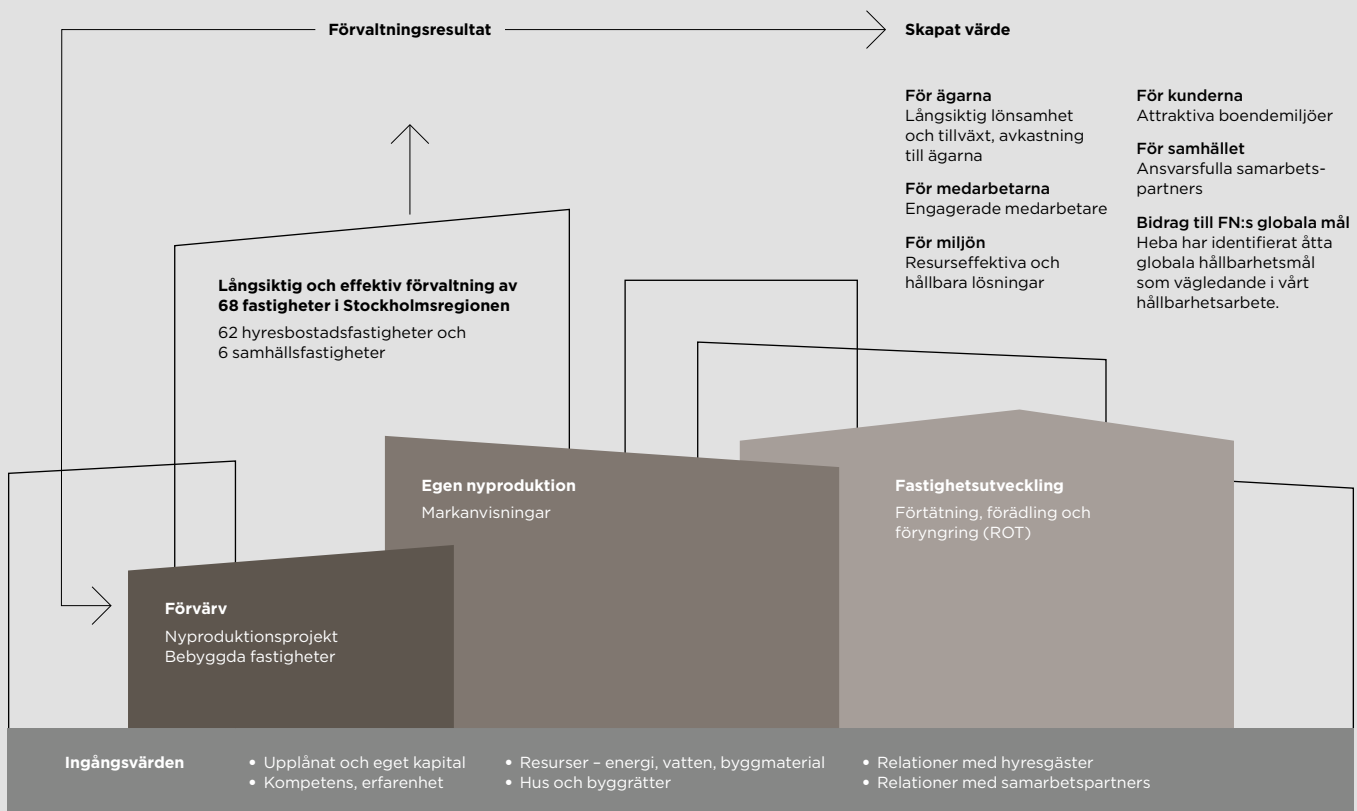 Förvaltningsresultat
Skapat värde
För ägarna
Långsiktig lönsamhet
och tillväxt, avkastning
till ägarna
För medarbetarna
Engagerade medarbetare
För miljön
Resurseffektiva och
hållbara lösningar
För kunderna
Attraktiva boendemiljöer
För samhället
Ansvarsfulla samarbets-
partners
Bidrag till FN:s globala mål
Heba har identifierat åtta
globala hållbarhetsmål
som vägledande i vårt
hållbarhetsarbete.
Långsiktig och effektiv förvaltning av
68 fastigheter i Stockholmsregionen
62 hyresbostadsfastigheter och
6 samhällsfastigheter
Egen nyproduktion
Markanvisningar
Fastighetsutveckling
Förtätning, förädling och
föryngring (ROT)
Förvärv
Nyproduktionsprojekt
Bebyggda fastigheter
Ingångsvärden
• Upplånat och eget kapital
• Kompetens, erfarenhet
• Resurser – energi, vatten, byggmaterial
• Hus och byggrätter
• Relationer med hyresgäster
• Relationer med samarbetspartners